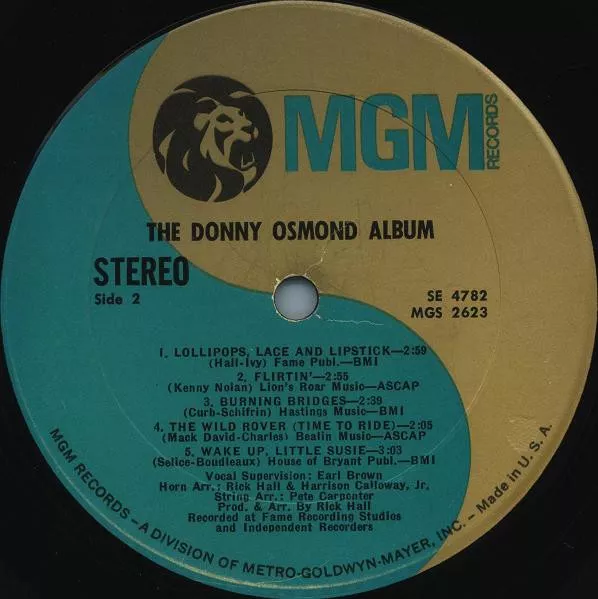 MGM
RECORDS
THE DONNY OSMOND ALBUM
STEREO
Side 2
SE 4782
MGS 2623
1. LOLLIPOPS, LACE AND LIPSTICK—2:59
(Hall-Ivy) Fame Publ.—BMI
2. FLIRTIN'—2:55
(Kenny Nolan) Lion's Roar Music—ASCAP
3. BURNING BRIDGES—2:39
(Curb-Schifrin) Hastings Music—BMI
4. THE WILD ROVER (TIME TO RIDE)—2:05
(Mack David-Charles) Bealin Music—ASCAP
5. WAKE UP, LITTLE SUSIE—3:03
(Selice-Boudleaux) House of Bryant Publ.—BMI
Vocal Supervision: Earl Brown
Horn Arr.: Rick Hall & Harrison Calloway, Jr.
String Arr.: Pete Carpenter
Prod. & Arr. By Rick Hall
Recorded at Fame Recording Studios
and Independent Recorders
MGM RECORDS—A DIVISION OF METRO-GOLDWYN-MAYER, INC.—Made in U. S. A.